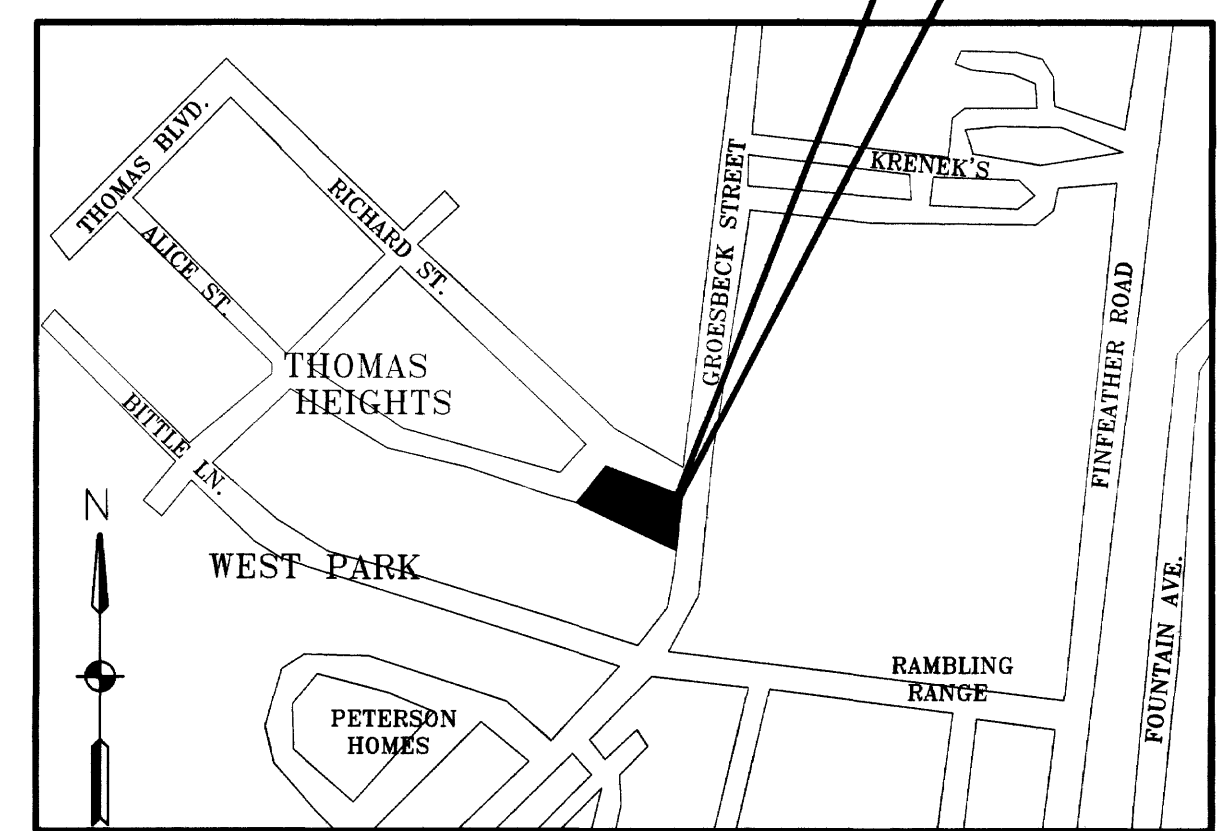 THOMAS BLVD.
RICHARD ST.
ALICE ST.
KRENEK'S
GROESBECK STREET
FINFEATHER ROAD
THOMAS
HEIGHTS
BITTLE LN.
N
WEST PARK
FOUNTAIN AVE.
RAMBLING
RANGE
PETERSON
HOMES